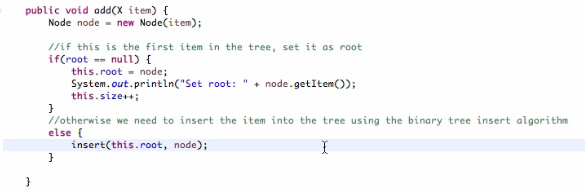 public void add(X item) {
Node node = new Node(item);
//if this is the first item in the tree, set it as root
if(root == null) {
this.root = node;
System.out.println("Set root: " + node.getItem());
this.size++;
}
//otherwise we need to insert the item into the tree using the binary tree insert algorithm
else {
insert(this.root, node);
}
}